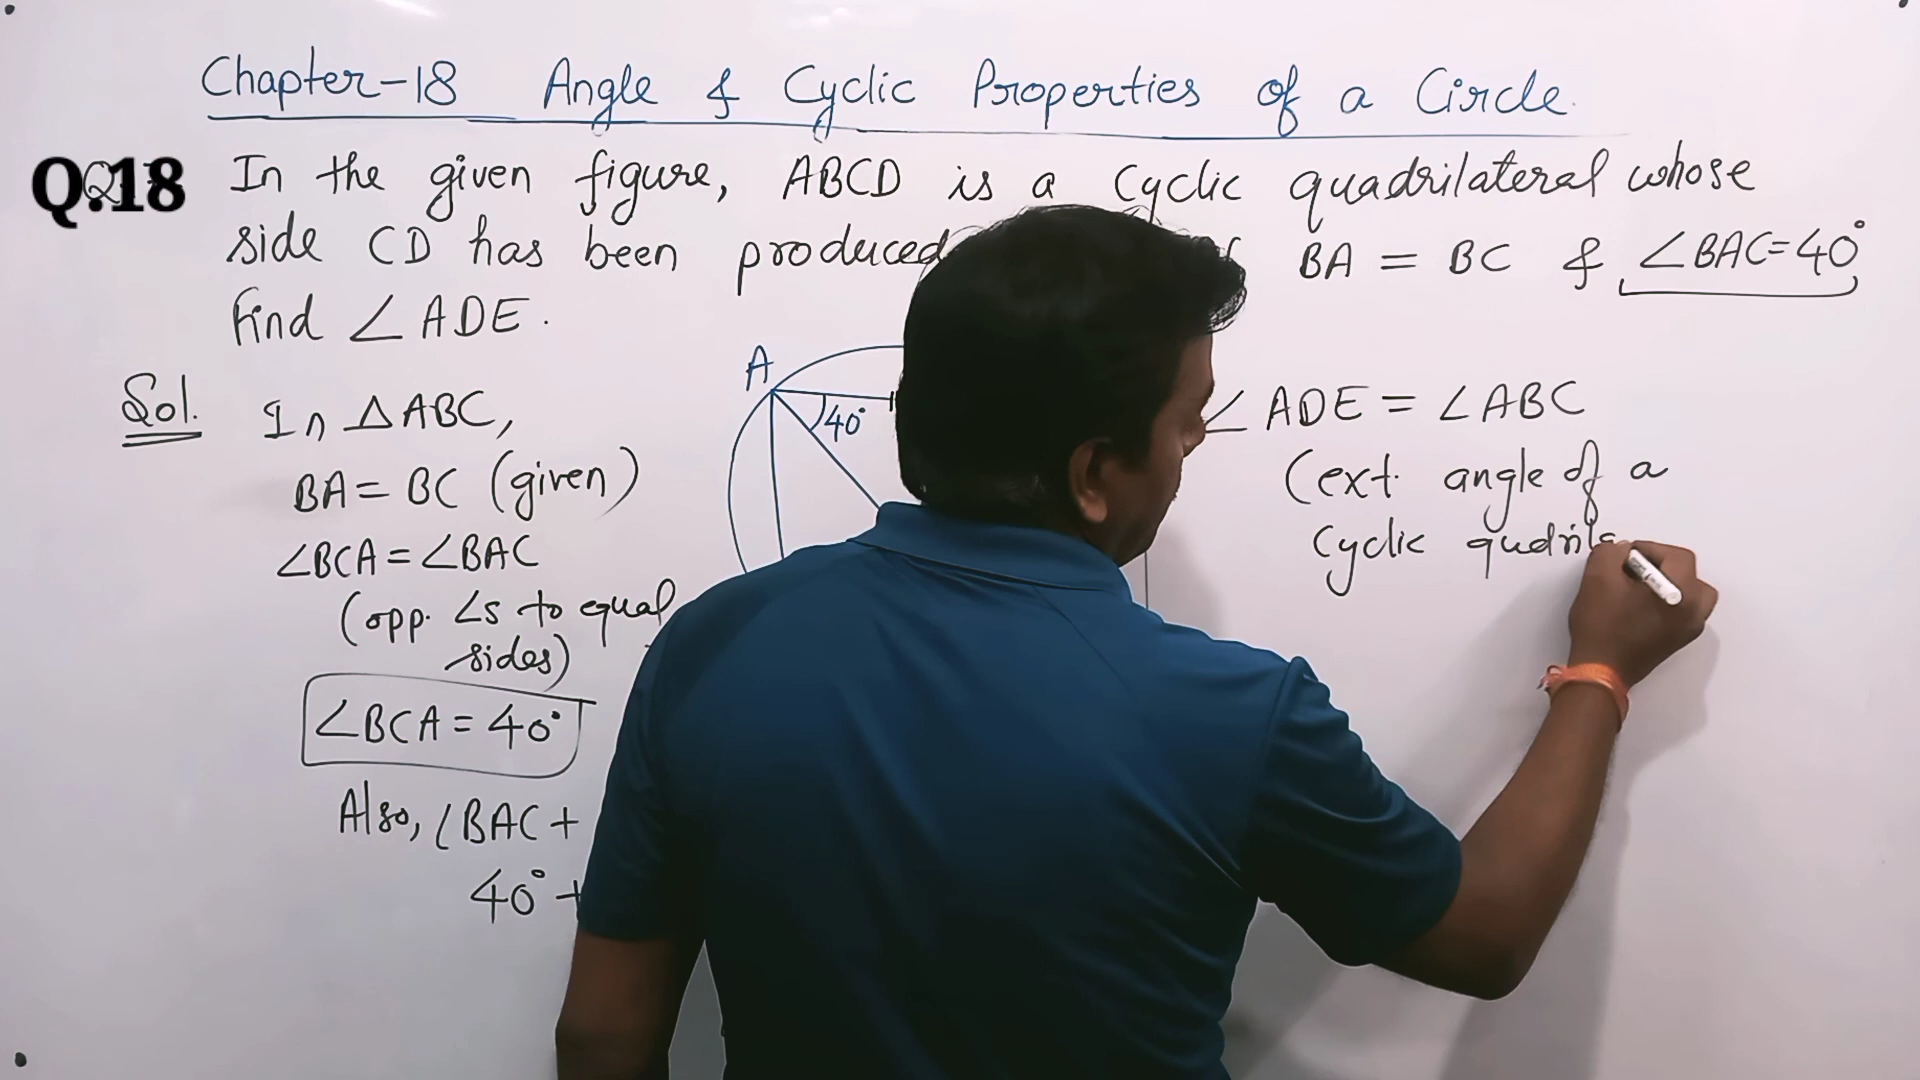 Chapter-18 Angle & Cyclic Properties of a Circle.
Q.18 In the given figure, ABCD is a cyclic quadrilateral whose
side CD has been produced BA = BC & ∠BAC=40°
Find ∠ADE.
Sol. In ΔABC,
BA = BC (given)
∠BCA = ∠BAC
(opp. ∠s to equal
sides)
∠BCA = 40°
Also, ∠BAC +
40° +
A
40°
∠ADE = ∠ABC
(ext. angle of a
cyclic qudrila